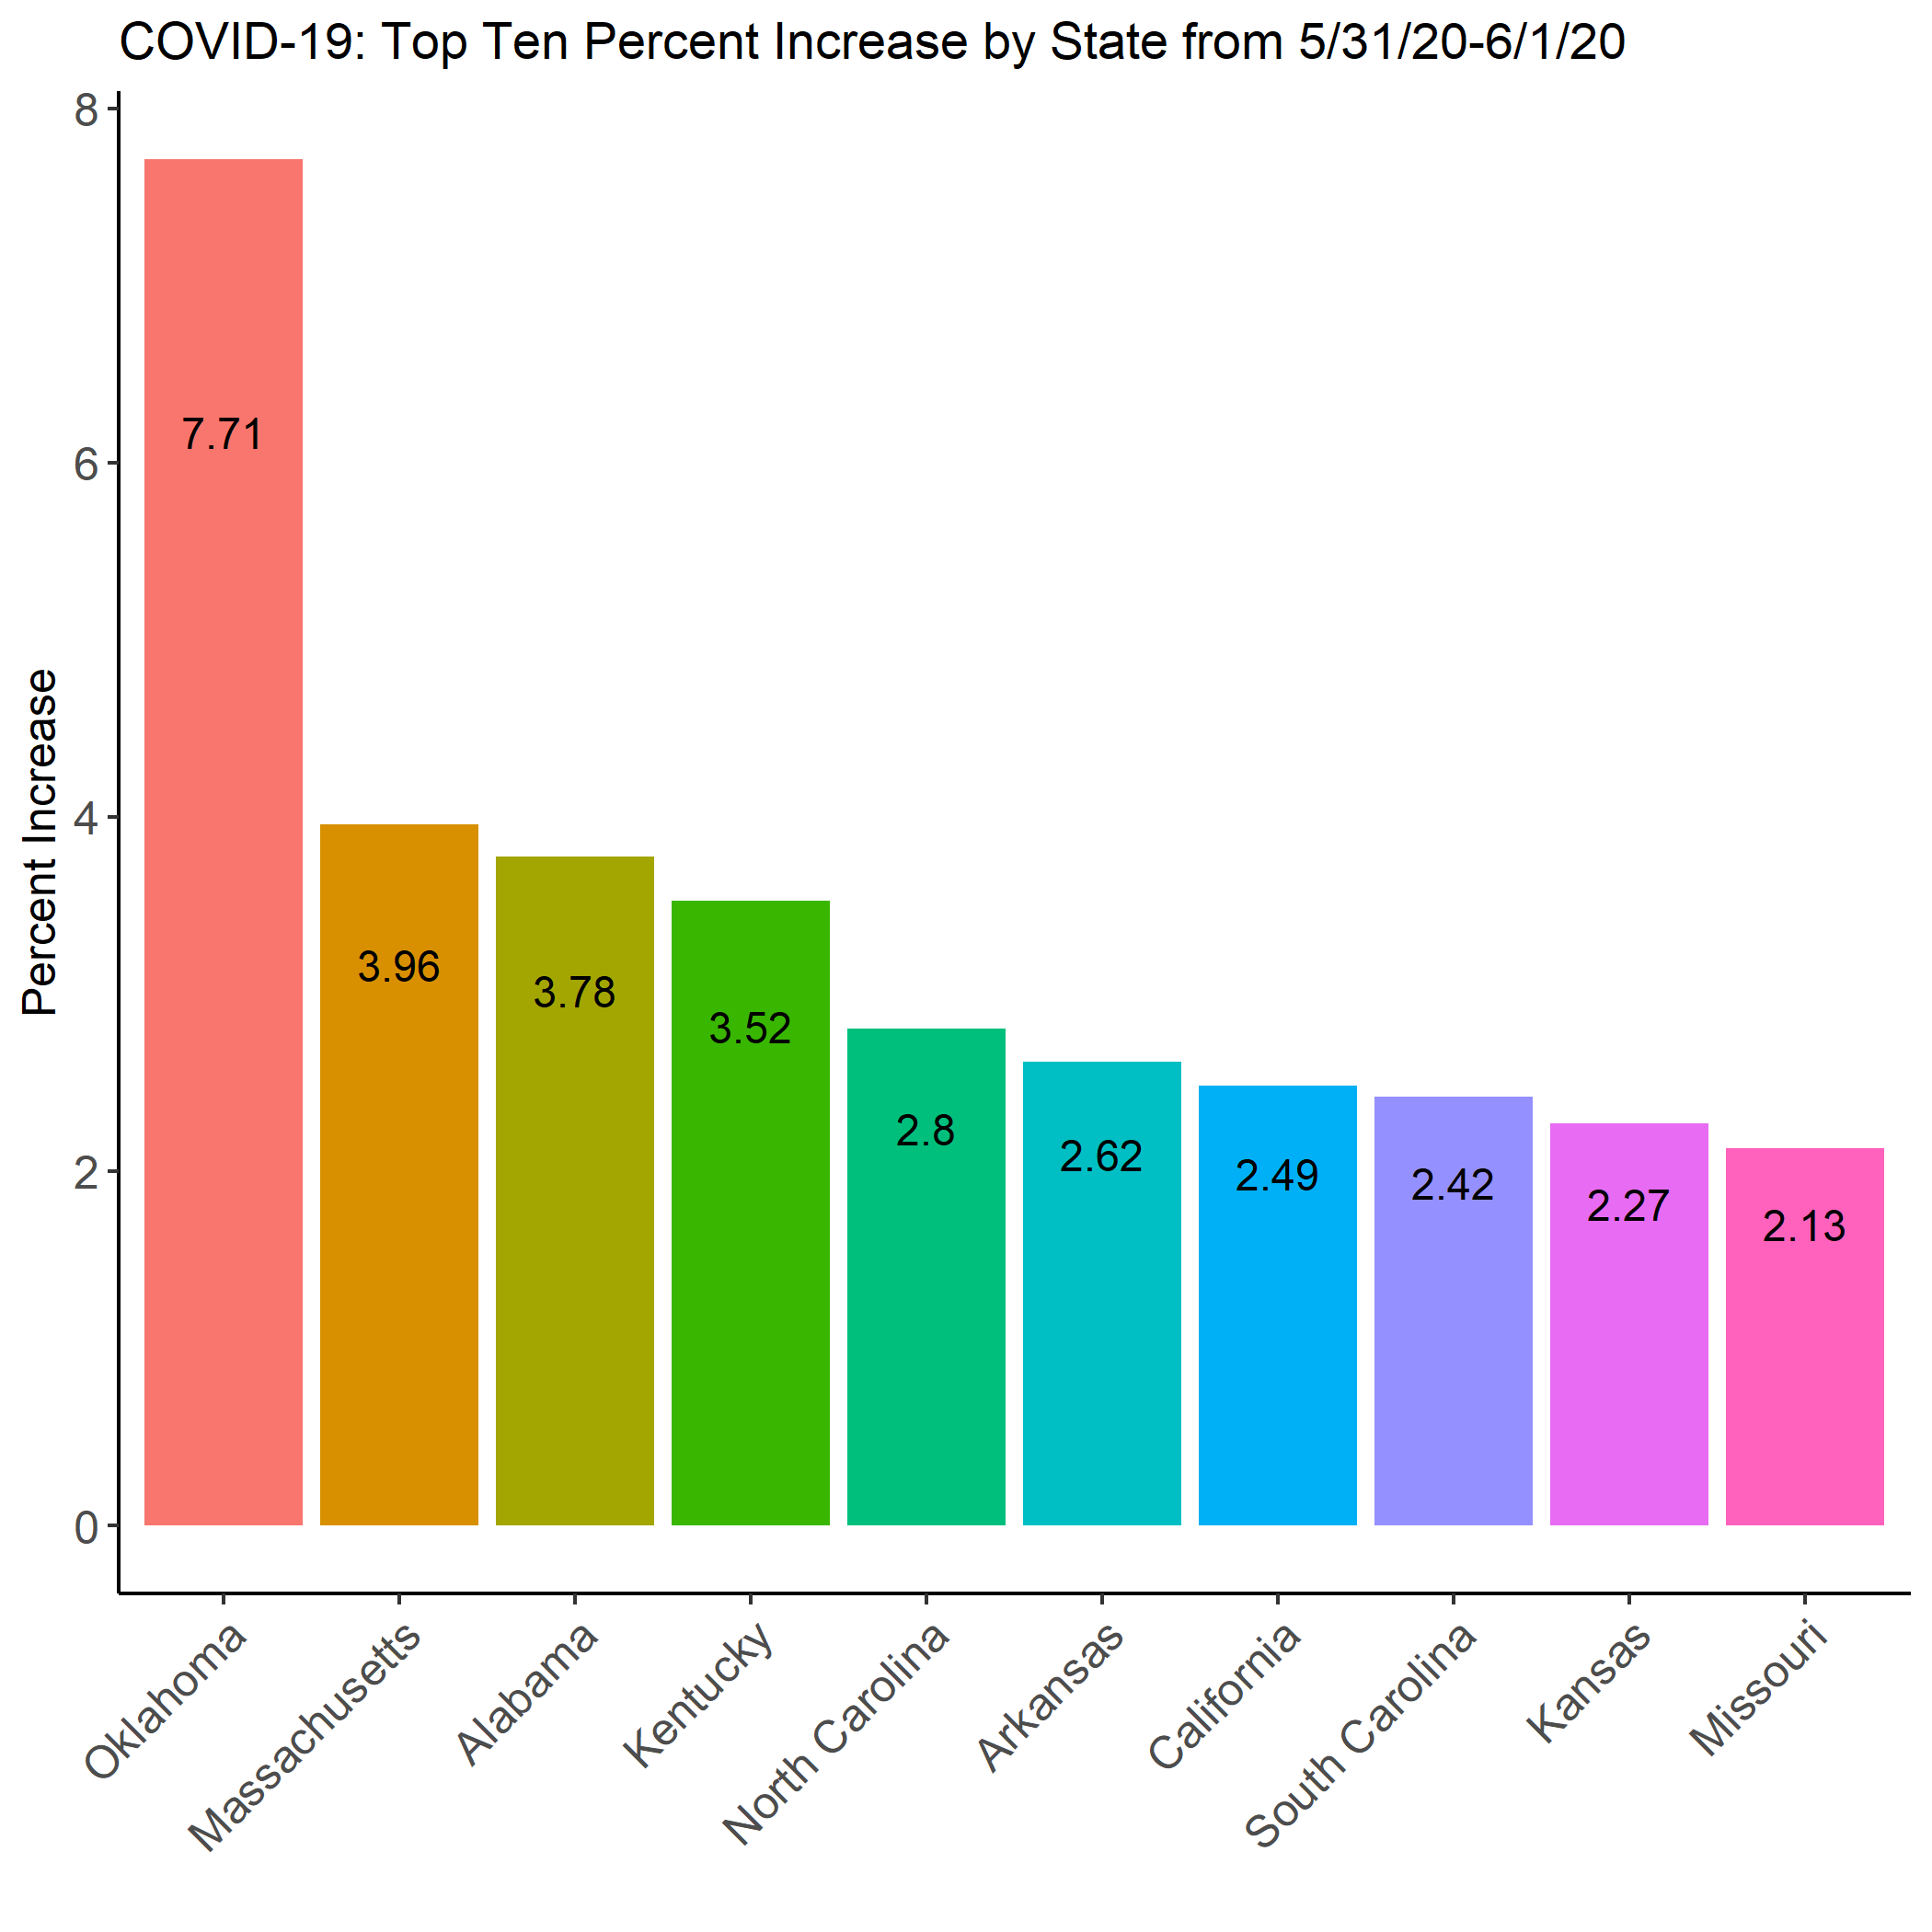 COVID-19: Top Ten Percent Increase by State from 5/31/20-6/1/20
Percent Increase
8
6
4
2
0
7.71
3.96
3.78
3.52
2.8
2.62
2.49
2.42
2.27
2.13
Oklahoma
Massachusetts
Alabama
Kentucky
North Carolina
Arkansas
California
South Carolina
Kansas
Missouri